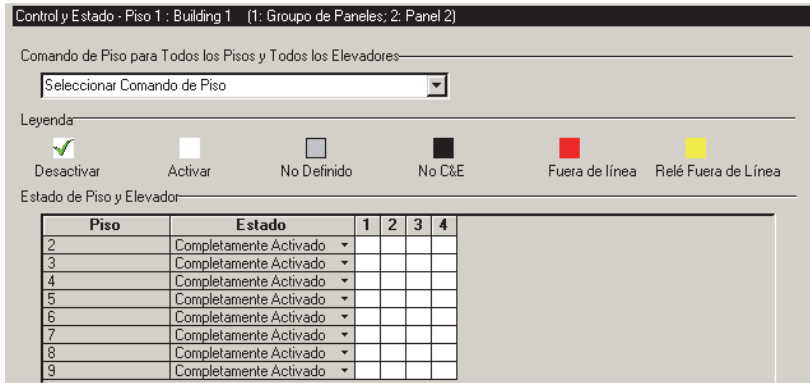 Control y Estado - Piso 1 : Building 1 (1: Groupo de Paneles; 2: Panel 2)
Comando de Piso para Todos los Pisos y Todos los Elevadores
Seleccionar Comando de Piso
Leyenda
Desactivar Activar No Definido No C&E Fuera de línea Relé Fuera de Línea
Estado de Piso y Elevador
Piso Estado 1 2 3 4
2 Completamente Activado
3 Completamente Activado
4 Completamente Activado
5 Completamente Activado
6 Completamente Activado
7 Completamente Activado
8 Completamente Activado
9 Completamente Activado